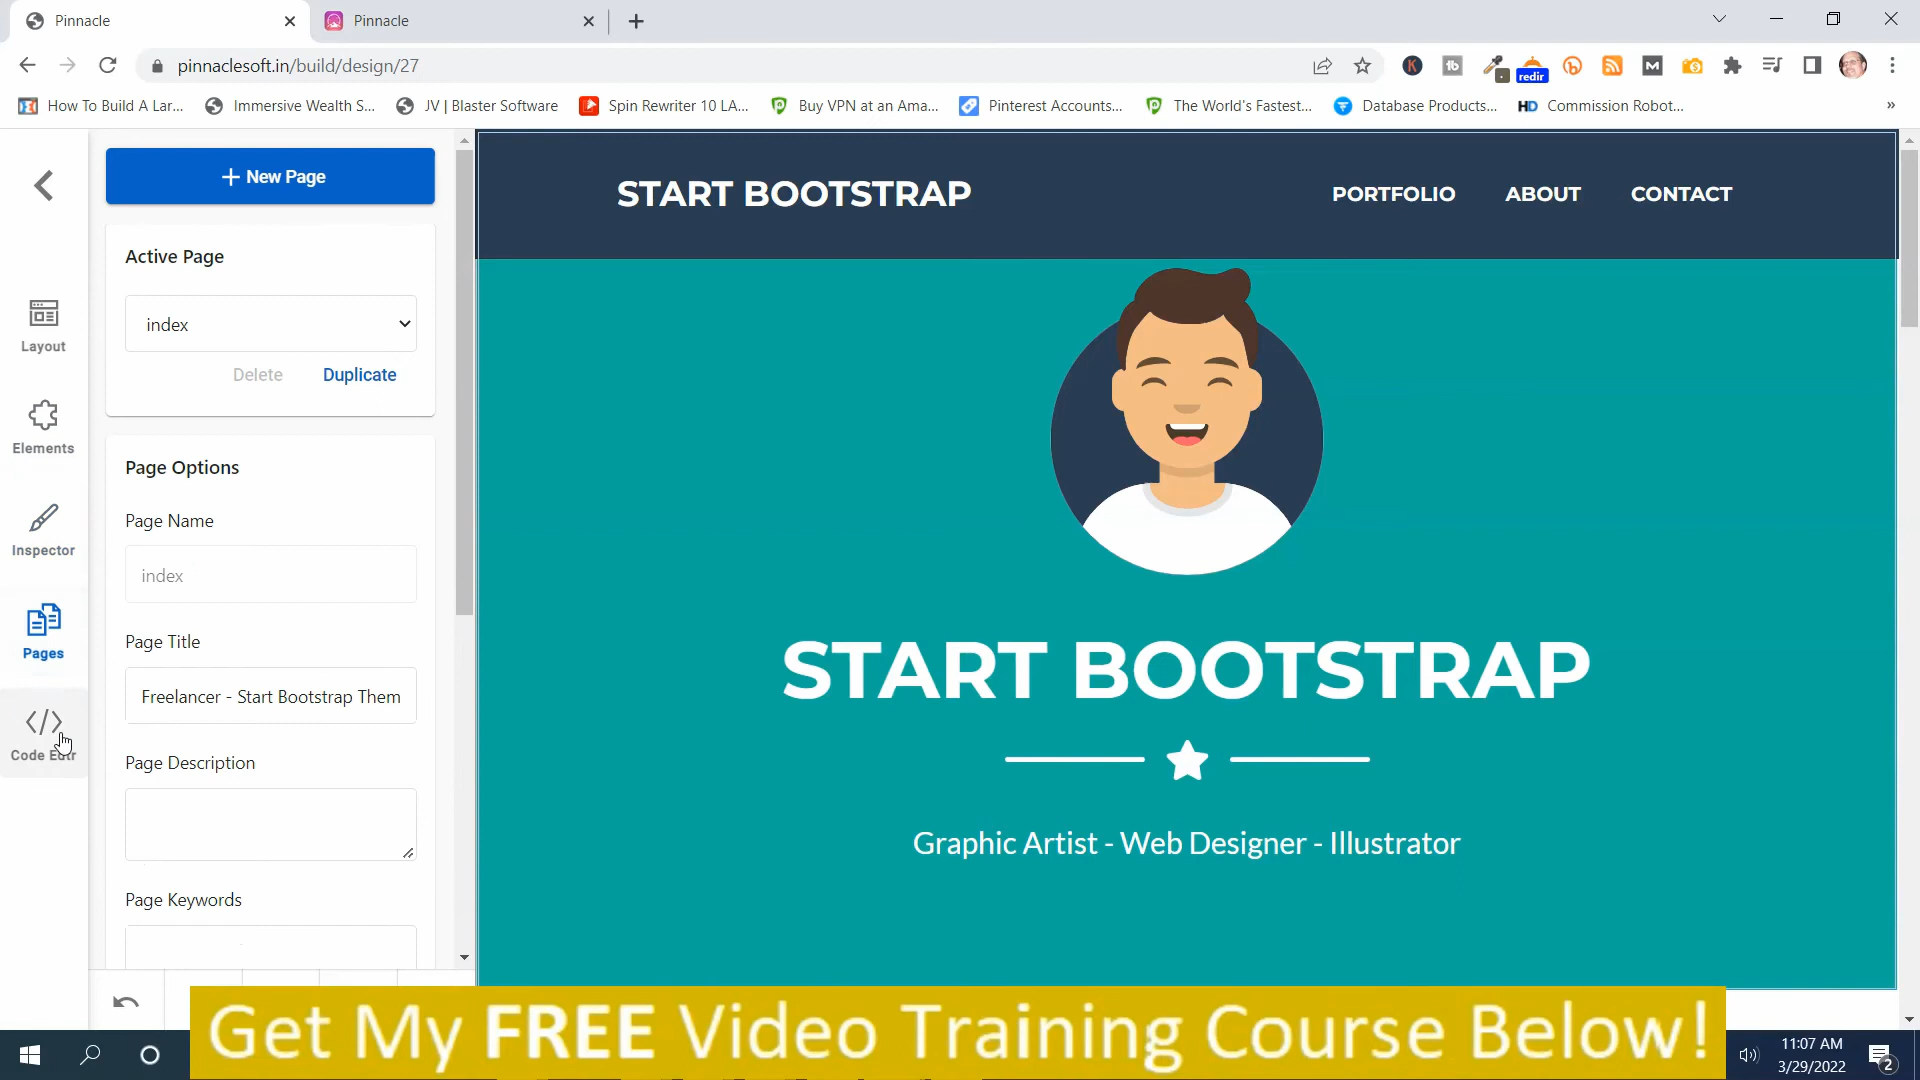 Pinnacle
Pinnacle
pinnaclesoft.in/build/design/27
redir
How To Build A Lar...
Immersive Wealth S...
JV | Blaster Software
Spin Rewriter 10 LA...
Buy VPN at an Ama...
Pinterest Accounts...
The World's Fastest...
Database Products...
HD Commission Robot...
»
New Page
Active Page
index
Delete
Duplicate
Page Options
Page Name
index
Page Title
Freelancer - Start Bootstrap Them
Page Description
Page Keywords
Layout
Elements
Inspector
Pages
</>
START BOOTSTRAP
PORTFOLIO
ABOUT
CONTACT
START BOOTSTRAP
Graphic Artist - Web Designer - Illustrator
Get My FREE Video Training Course Below!
11:07 AM
3/29/2022
2